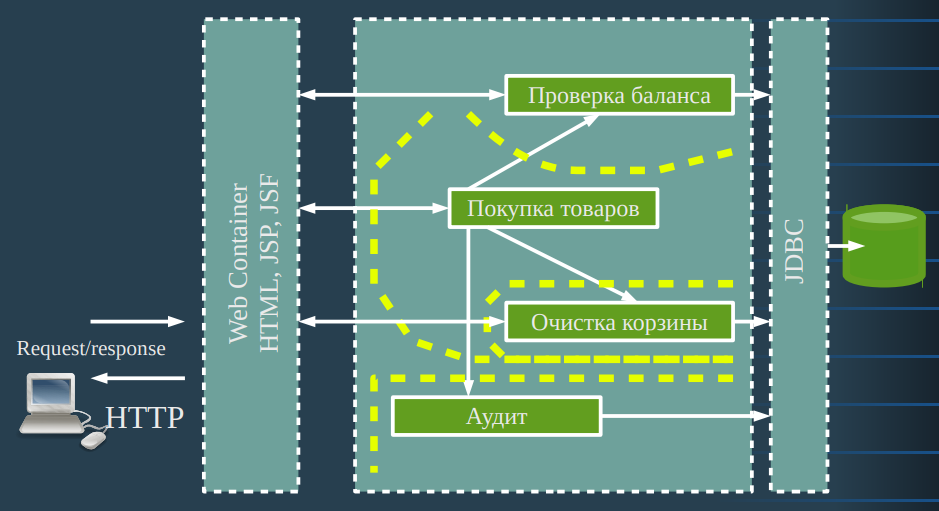 Request/response
HTTP
Web Container
HTML, JSP, JSF
Проверка баланса
Покупка товаров
Очистка корзины
Аудит
JDBC